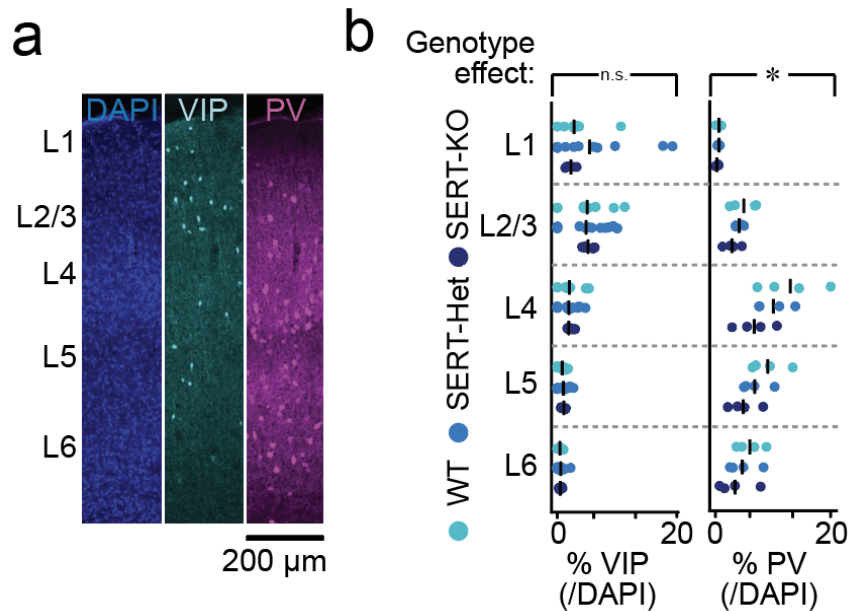 a
DAPI VIP PV
L1
L2/3
L4
L5
L6
200 µm
b
Genotype
effect:
n.s.
*
WT SERT-Het SERT-KO
L1
L2/3
L4
L5
L6
0 20
0 20
% VIP
(/DAPI)
% PV
(/DAPI)